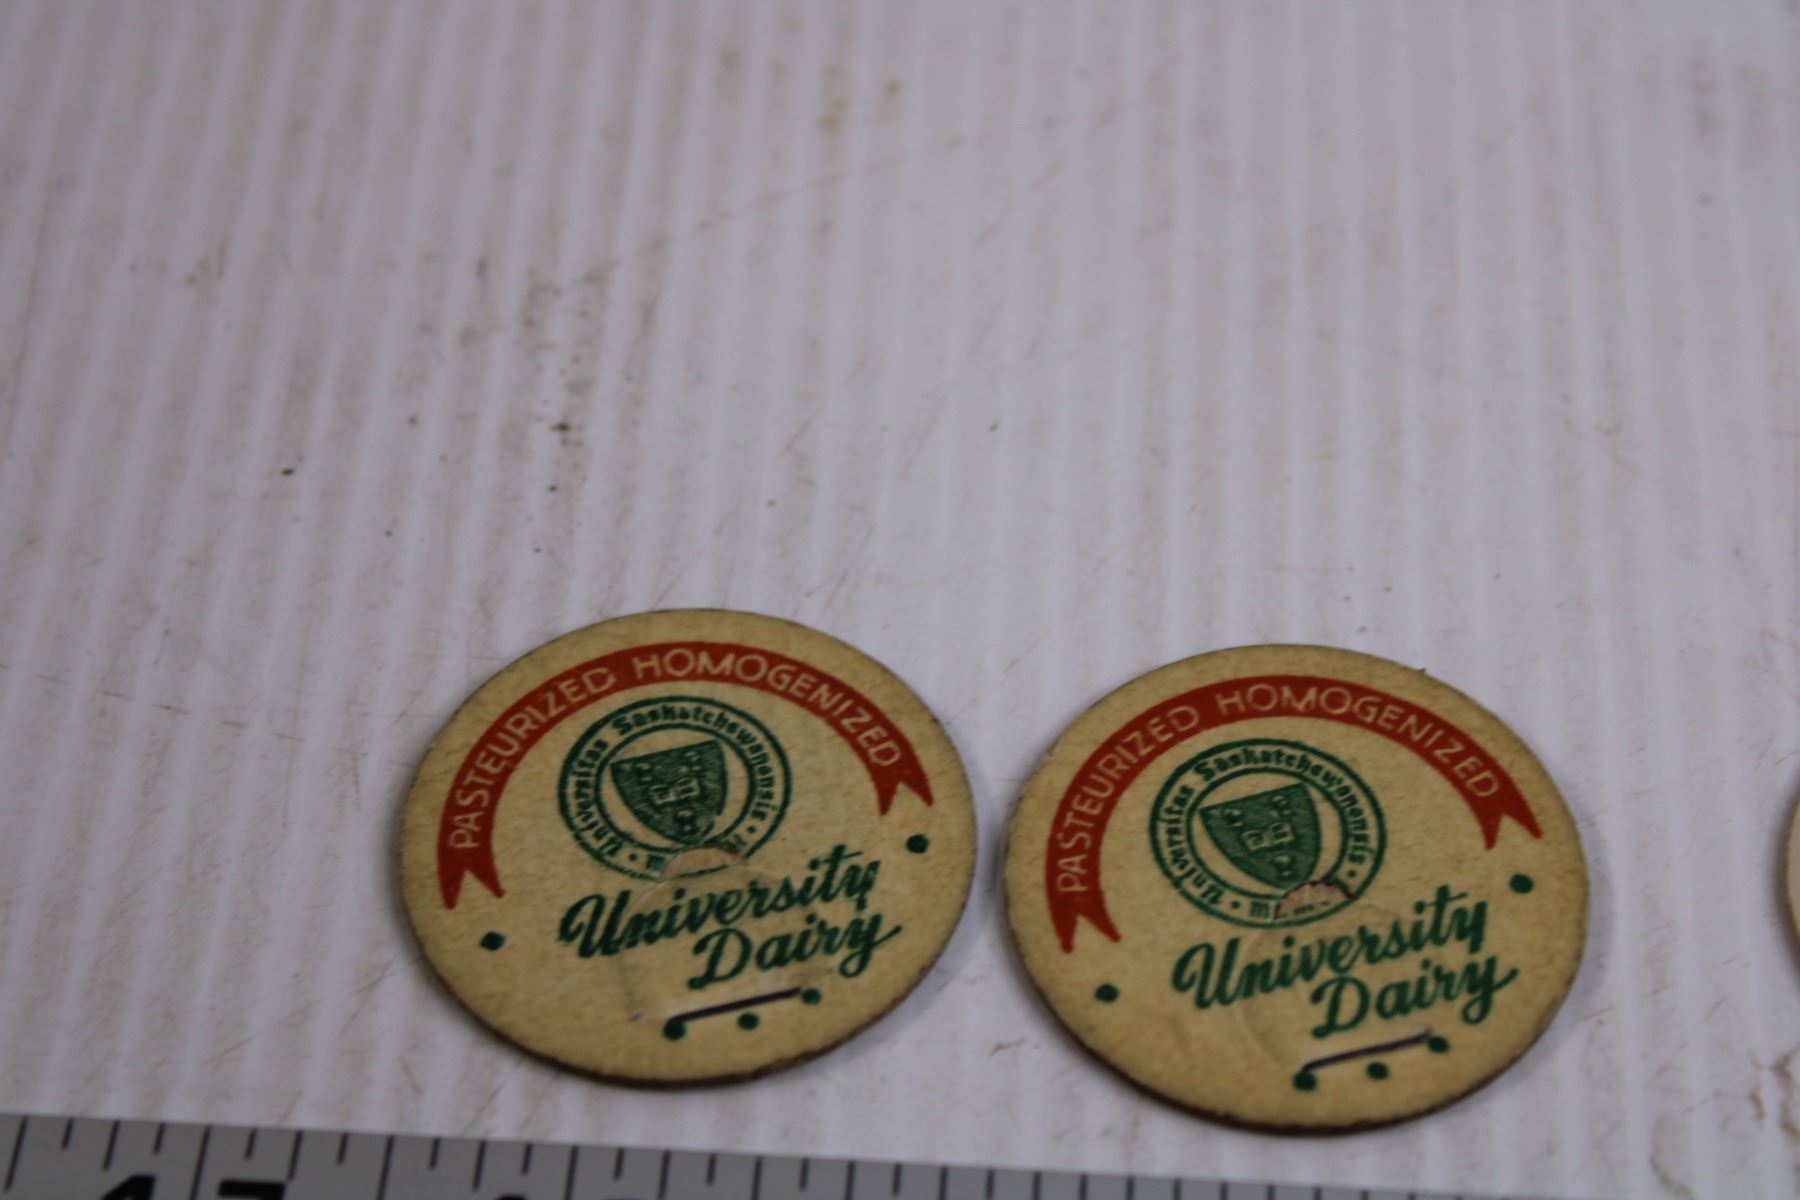 PASTEURIZED HOMOGENIZED
Universitas Saskatchewanensis
University
Dairy
PASTEURIZED HOMOGENIZED
Universitas Saskatchewanensis
University
Dairy